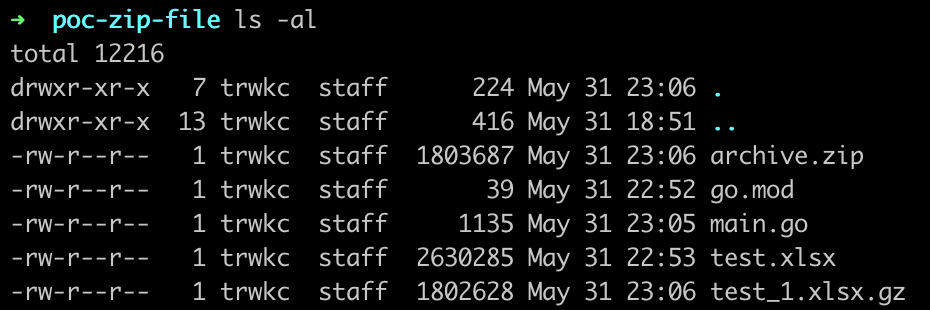 ➜  poc-zip-file ls -al
total 12216
drwxr-xr-x   7 trwkc  staff      224 May 31 23:06 .
drwxr-xr-x  13 trwkc  staff      416 May 31 18:51 ..
-rw-r--r--   1 trwkc  staff  1803687 May 31 23:06 archive.zip
-rw-r--r--   1 trwkc  staff       39 May 31 22:52 go.mod
-rw-r--r--   1 trwkc  staff     1135 May 31 23:05 main.go
-rw-r--r--   1 trwkc  staff  2630285 May 31 22:53 test.xlsx
-rw-r--r--   1 trwkc  staff  1802628 May 31 23:06 test_1.xlsx.gz